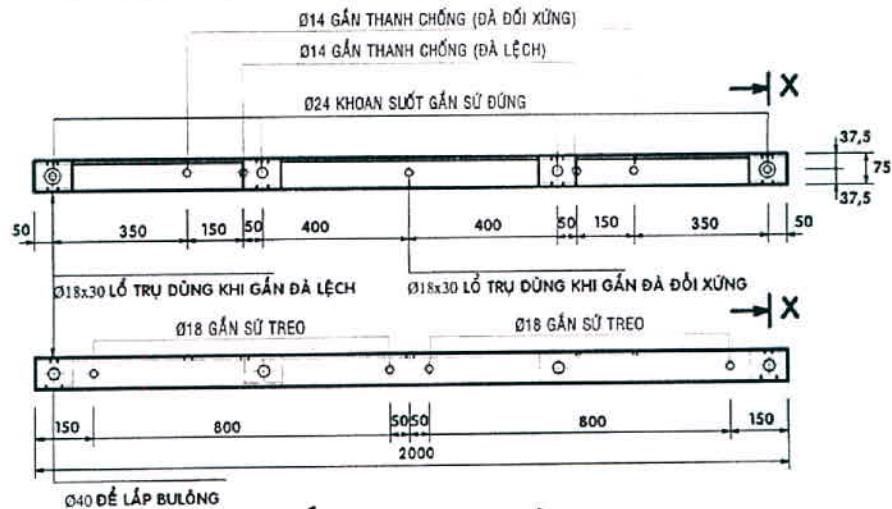 Ø14 GẮN THANH CHỐNG (ĐÀ ĐỐI XỨNG)
Ø14 GẮN THANH CHỐNG (ĐÀ LỆCH)
Ø24 KHOAN SUỐT GẮN SỨ ĐỨNG
X
37,5
75
37,5
50 350 150 50 400 400 50 150 350 50
Ø18x30 LỔ TRỤ DÙNG KHI GẮN ĐÀ LỆCH
Ø18x30 LỔ TRỤ DÙNG KHI GẮN ĐÀ ĐỐI XỨNG
X
Ø18 GẮN SỨ TREO
Ø18 GẮN SỨ TREO
150 800 50 50 800 150
2000
Ø40 ĐỂ LẮP BULÔNG